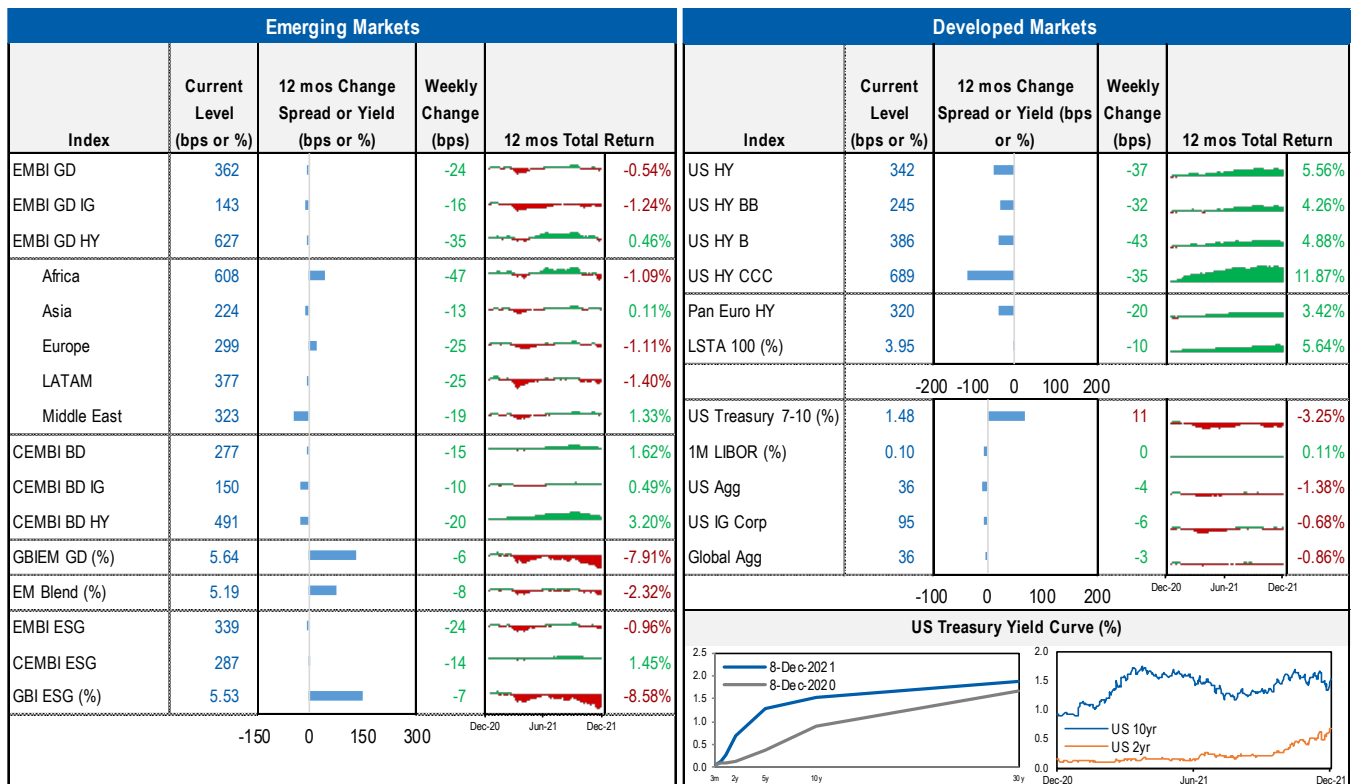 Emerging Markets
Index
Current Level (bps or %)
12 mos Change Spread or Yield (bps or %)
Weekly Change (bps)
12 mos Total Return
EMBI GD 362 -24 -0.54%
EMBI GD IG 143 -16 -1.24%
EMBI GD HY 627 -35 0.46%
Africa 608 -47 -1.09%
Asia 224 -13 0.11%
Europe 299 -25 -1.11%
LATAM 377 -25 -1.40%
Middle East 323 -19 1.33%
CEMBI BD 277 -15 1.62%
CEMBI BD IG 150 -10 0.49%
CEMBI BD HY 491 -20 3.20%
GBIEM GD (%) 5.64 -6 -7.91%
EM Blend (%) 5.19 -8 -2.32%
EMBI ESG 339 -24 -0.96%
CEMBI ESG 287 -14 1.45%
GBI ESG (%) 5.53 -7 -8.58%
-150 0 150 300
Dec-20 Jun-21 Dec-21
Developed Markets
Index
Current Level (bps or %)
12 mos Change Spread or Yield (bps or %)
Weekly Change (bps)
12 mos Total Return
US HY 342 -37 5.56%
US HY BB 245 -32 4.26%
US HY B 386 -43 4.88%
US HY CCC 689 -35 11.87%
Pan Euro HY 320 -20 3.42%
LSTA 100 (%) 3.95 -10 5.64%
-200 -100 0 100 200
US Treasury 7-10 (%) 1.48 11 -3.25%
1M LIBOR (%) 0.10 0 0.11%
US Agg 36 -4 -1.38%
US IG Corp 95 -6 -0.68%
Global Agg 36 -3 -0.86%
Dec-20 Jun-21 Dec-21
-100 0 100 200
US Treasury Yield Curve (%)
2.5
2.0
1.5
1.0
0.5
0.0
8-Dec-2021
8-Dec-2020
3m 2y 5y 10y 30y
2.0
1.5
1.0
0.5
0.0
US 10yr
US 2yr
Dec-20 Jun-21 Dec-21